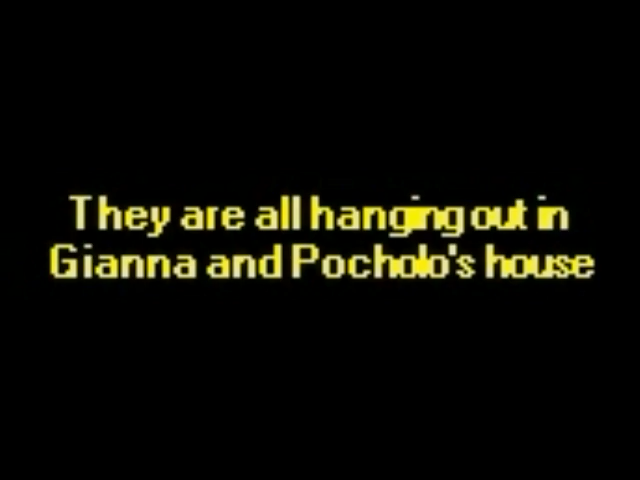 They are all hanging out in
Gianna and Pocholo's house